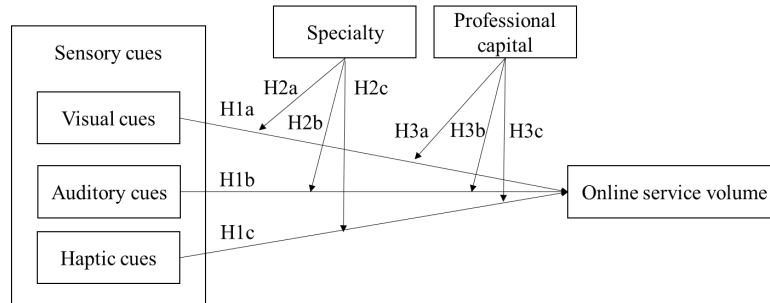 Specialty
Professional
capital
Sensory cues
H2a
H2c
H1a
Visual cues
H2b
H3a
H3b
H3c
Auditory cues
H1b
Online service volume
H1c
Haptic cues